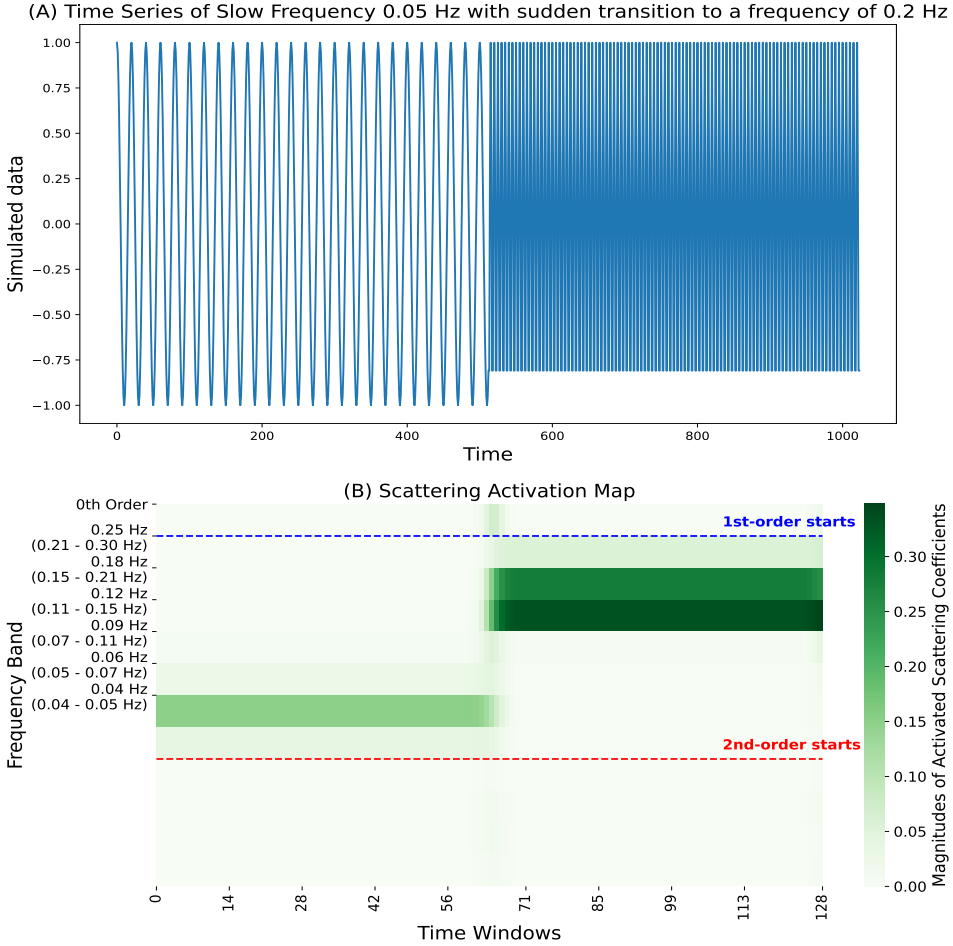 (A) Time Series of Slow Frequency 0.05 Hz with sudden transition to a frequency of 0.2 Hz
1.00
0.75
0.50
0.25
0.00
−0.25
−0.50
−0.75
−1.00
Simulated data
0 200 400 600 800 1000
Time
(B) Scattering Activation Map
0th Order
0.25 Hz
(0.21 - 0.30 Hz)
0.18 Hz
(0.15 - 0.21 Hz)
0.12 Hz
(0.11 - 0.15 Hz)
0.09 Hz
(0.07 - 0.11 Hz)
0.06 Hz
(0.05 - 0.07 Hz)
0.04 Hz
(0.04 - 0.05 Hz)
Frequency Band
1st-order starts
2nd-order starts
0 14 28 42 56 71 85 99 113 128
Time Windows
0.30
0.25
0.20
0.15
0.10
0.05
0.00
Magnitudes of Activated Scattering Coefficients